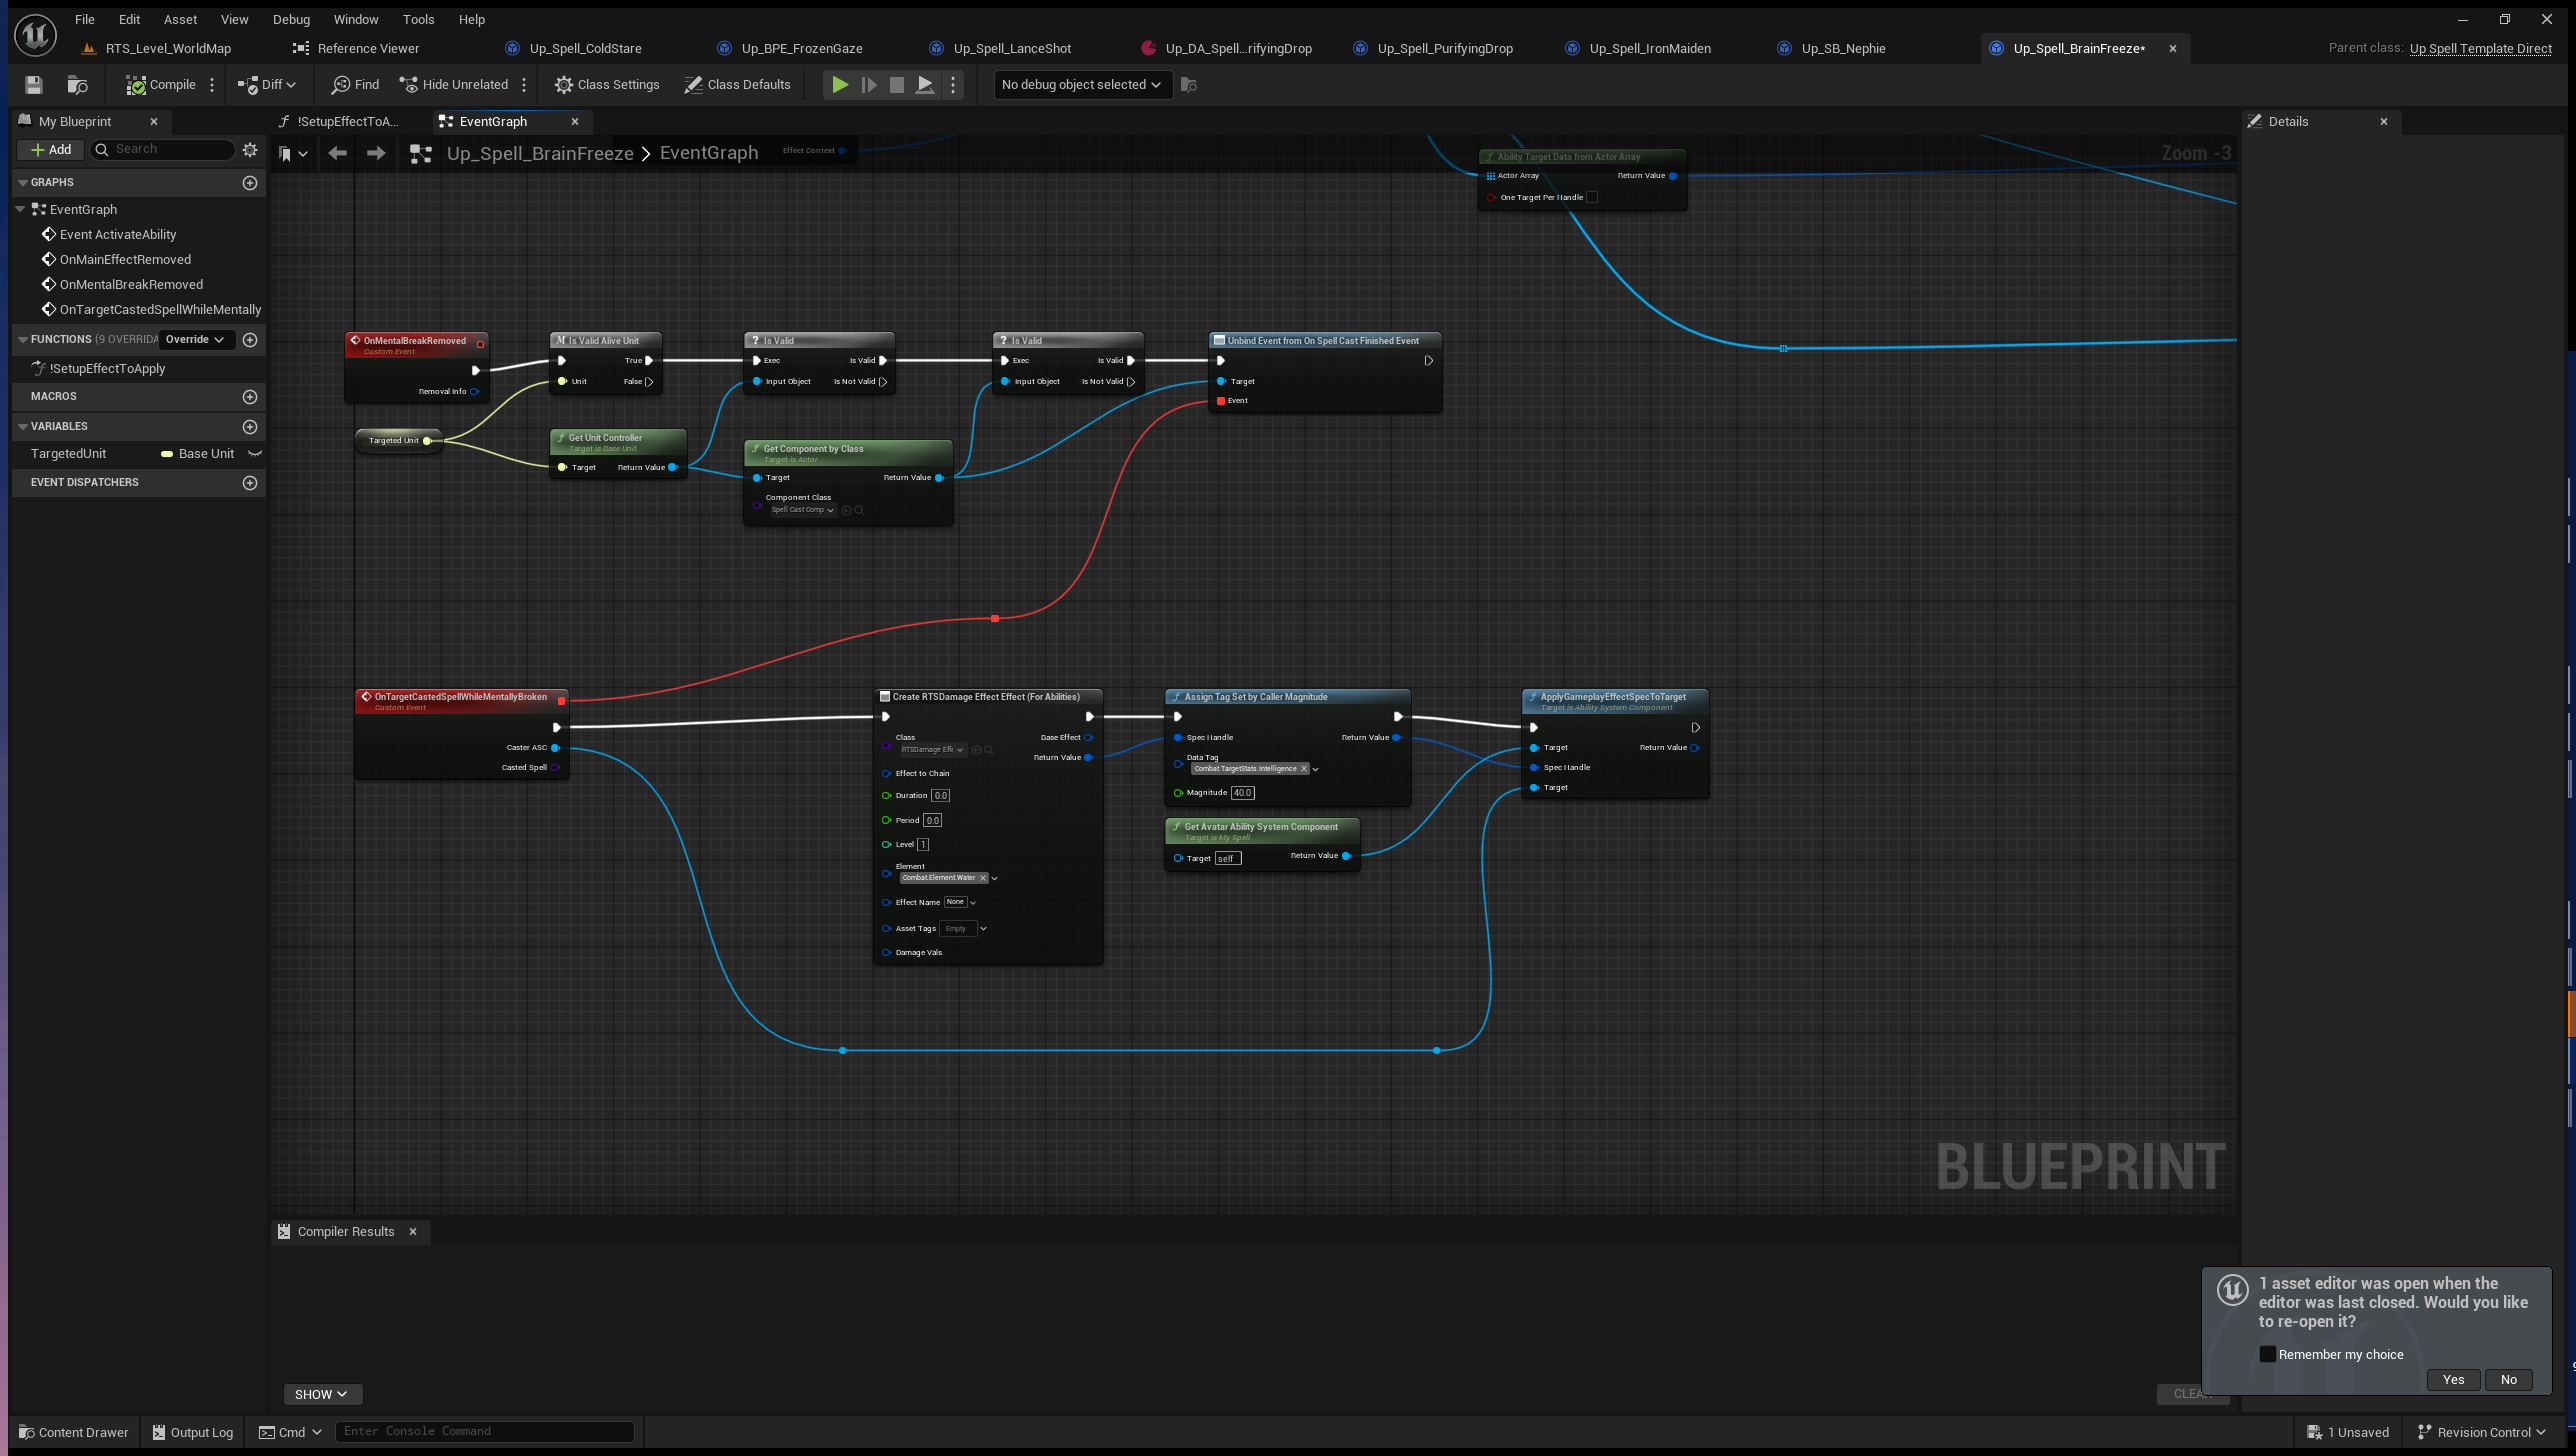 File Edit Asset View Debug Window Tools Help
RTS_Level_WorldMap Reference Viewer Up_Spell_ColdStare Up_BPE_FrozenGaze Up_Spell_LanceShot Up_DA_Spell...rifyingDrop Up_Spell_PurifyingDrop Up_Spell_IronMaiden Up_SB_Nephie Up_Spell_BrainFreeze* Parent class: Up Spell Template Direct
Compile Diff Find Hide Unrelated Class Settings Class Defaults No debug object selected
My Blueprint !SetupEffectToA... EventGraph Details
Add Search
Up_Spell_BrainFreeze > EventGraph
Zoom -3
GRAPHS
EventGraph
Event ActivateAbility
OnMainEffectRemoved
OnMentalBreakRemoved
OnTargetCastedSpellWhileMentally
FUNCTIONS (9 OVERRIDA Override
!SetupEffectToApply
MACROS
VARIABLES
TargetedUnit Base Unit
EVENT DISPATCHERS
Effect Context
Ability Target Data from Actor Array
Actor Array Return Value
One Target Per Handle
OnMentalBreakRemoved
Custom Event
Removal Info
Targeted Unit
Is Valid Alive Unit
True
Unit False
Get Unit Controller
Target is Base Unit
Target Return Value
Is Valid
Exec Is Valid
Input Object Is Not Valid
Get Component by Class
Target is Actor
Target Return Value
Component Class
Spell Cast Comp
Is Valid
Exec Is Valid
Input Object Is Not Valid
Unbind Event from On Spell Cast Finished Event
Target
Event
OnTargetCastedSpellWhileMentallyBroken
Custom Event
Caster ASC
Casted Spell
Create RTSDamage Effect Effect (For Abilities)
Class Base Effect
RTSDamage Eff
Return Value
Effect to Chain
Duration 0.0
Period 0.0
Level 1
Element
Combat.Element.Water
Effect Name None
Asset Tags Empty
Damage Vals
Assign Tag Set by Caller Magnitude
Spec Handle Return Value
Data Tag
Combat.TargetStats.Intelligence
Magnitude 40.0
Get Avatar Ability System Component
Target is My Spell
Target self Return Value
ApplyGameplayEffectSpecToTarget
Target is Ability System Component
Target Return Value
Spec Handle
Target
BLUEPRINT
Compiler Results
SHOW
1 asset editor was open when the
editor was last closed. Would you like
to re-open it?
Remember my choice
Yes No
Content Drawer Output Log Cmd Enter Console Command 1 Unsaved Revision Control